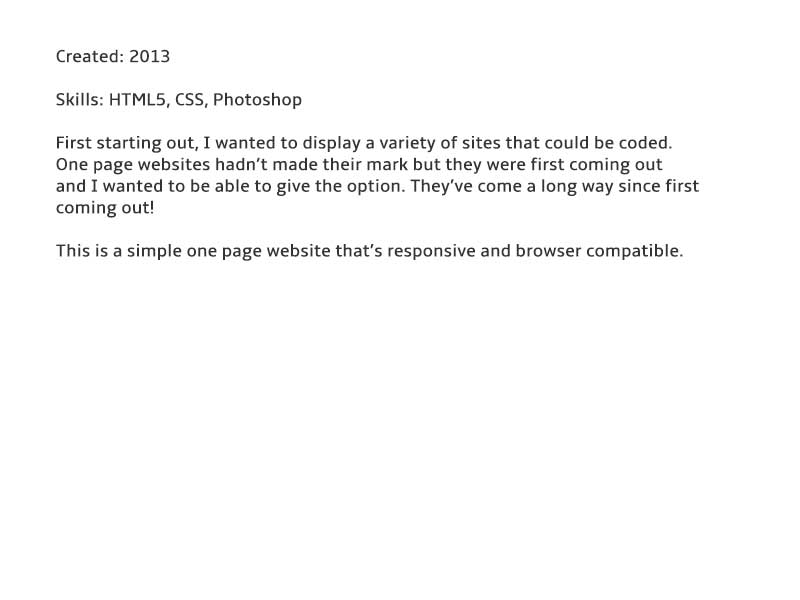 Created: 2013
Skills: HTML5, CSS, Photoshop
First starting out, I wanted to display a variety of sites that could be coded.
One page websites hadn’t made their mark but they were first coming out
and I wanted to be able to give the option. They’ve come a long way since first
coming out!
This is a simple one page website that’s responsive and browser compatible.